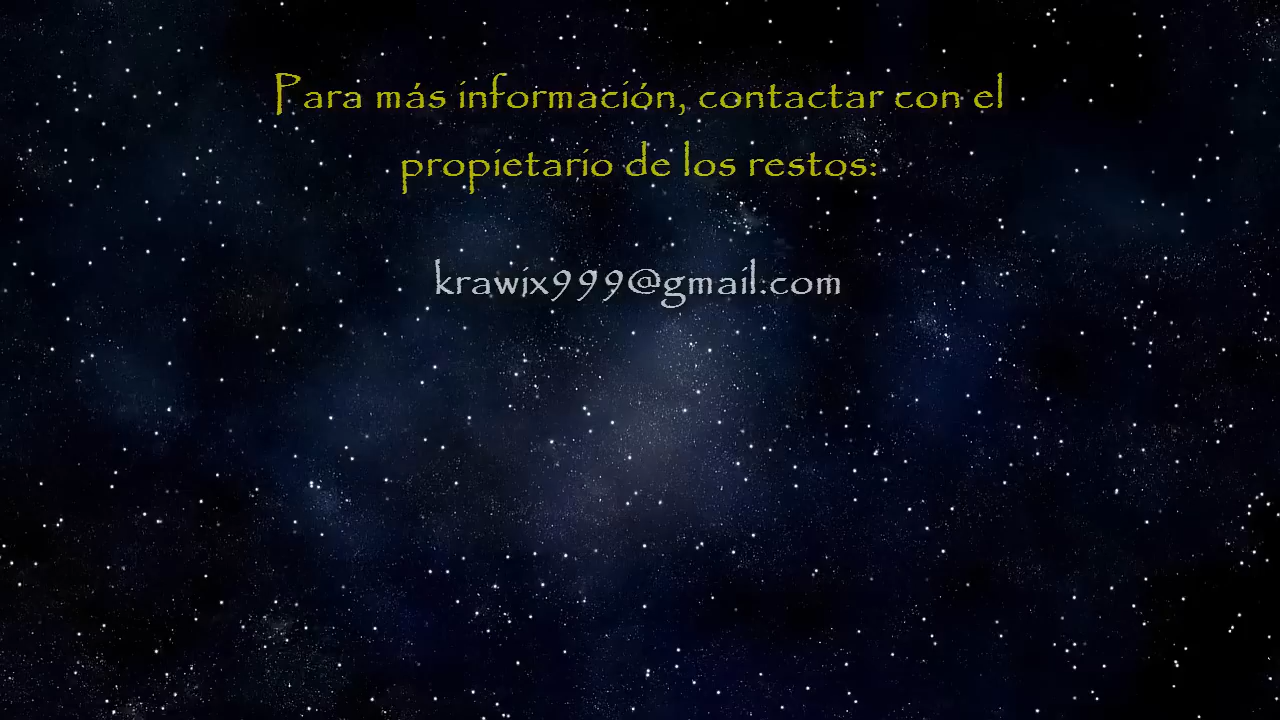 Para más información, contactar con el
propietario de los restos:
krawix999@gmail.com